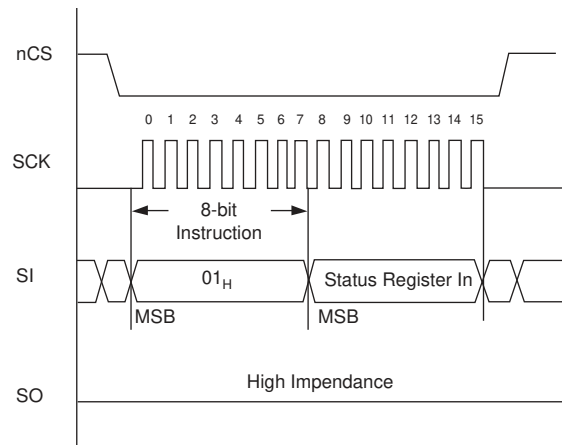 nCS
0 1 2 3 4 5 6 7 8 9 10 11 12 13 14 15
SCK
8-bit
Instruction
SI
01H
Status Register In
MSB
MSB
High Impendance
SO